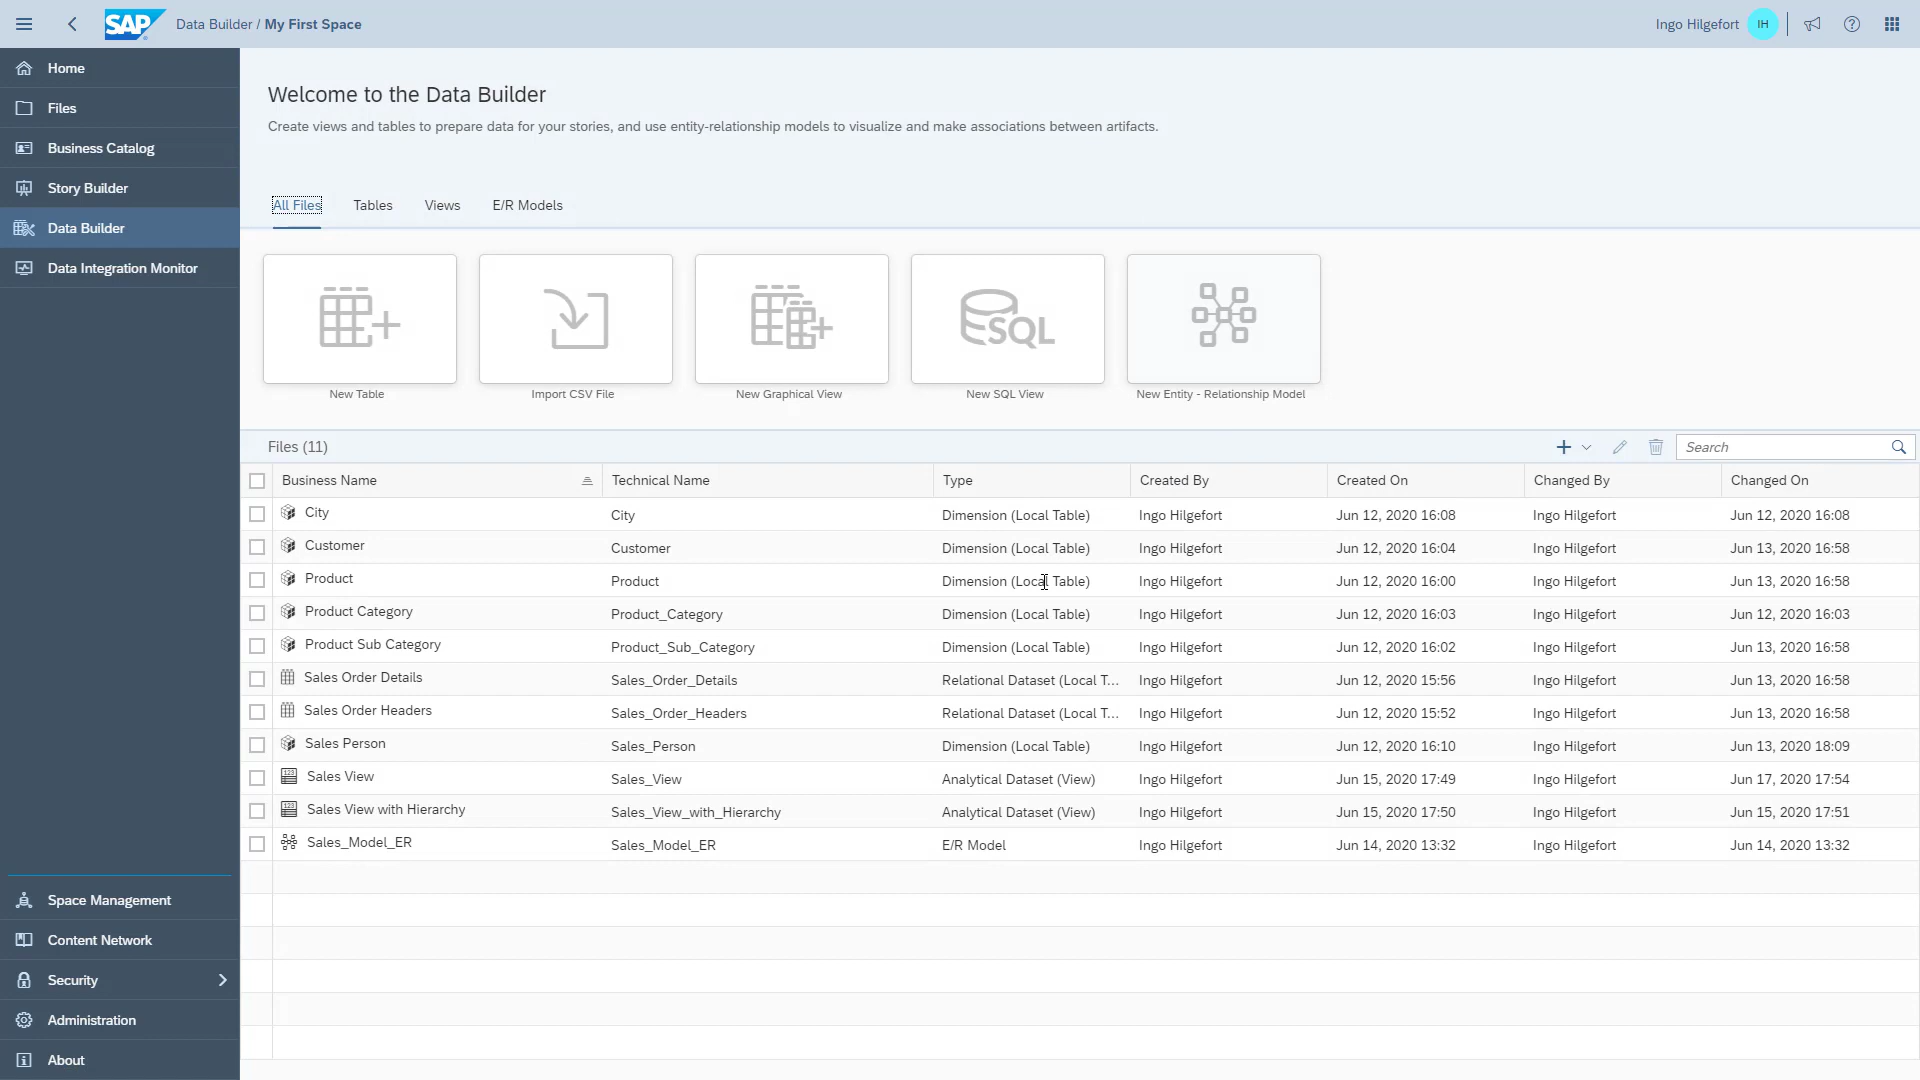 SAP Data Builder / My First Space Ingo Hilgefort IH
Home
Files
Business Catalog
Story Builder
Data Builder
Data Integration Monitor
Space Management
Content Network
Security
Administration
About
Welcome to the Data Builder
Create views and tables to prepare data for your stories, and use entity-relationship models to visualize and make associations between artifacts.
All Files Tables Views E/R Models
SQL
New Table Import CSV File New Graphical View New SQL View New Entity - Relationship Model
Files (11) Search
Business Name Technical Name Type Created By Created On Changed By Changed On
City City Dimension (Local Table) Ingo Hilgefort Jun 12, 2020 16:08 Ingo Hilgefort Jun 12, 2020 16:08
Customer Customer Dimension (Local Table) Ingo Hilgefort Jun 12, 2020 16:04 Ingo Hilgefort Jun 13, 2020 16:58
Product Product Dimension (Local Table) Ingo Hilgefort Jun 12, 2020 16:00 Ingo Hilgefort Jun 13, 2020 16:58
Product Category Product_Category Dimension (Local Table) Ingo Hilgefort Jun 12, 2020 16:03 Ingo Hilgefort Jun 12, 2020 16:03
Product Sub Category Product_Sub_Category Dimension (Local Table) Ingo Hilgefort Jun 12, 2020 16:02 Ingo Hilgefort Jun 13, 2020 16:58
Sales Order Details Sales_Order_Details Relational Dataset (Local T... Ingo Hilgefort Jun 12, 2020 15:56 Ingo Hilgefort Jun 13, 2020 16:58
Sales Order Headers Sales_Order_Headers Relational Dataset (Local T... Ingo Hilgefort Jun 12, 2020 15:52 Ingo Hilgefort Jun 13, 2020 16:58
Sales Person Sales_Person Dimension (Local Table) Ingo Hilgefort Jun 12, 2020 16:10 Ingo Hilgefort Jun 13, 2020 18:09
Sales View Sales_View Analytical Dataset (View) Ingo Hilgefort Jun 15, 2020 17:49 Ingo Hilgefort Jun 17, 2020 17:54
Sales View with Hierarchy Sales_View_with_Hierarchy Analytical Dataset (View) Ingo Hilgefort Jun 15, 2020 17:50 Ingo Hilgefort Jun 15, 2020 17:51
Sales_Model_ER Sales_Model_ER E/R Model Ingo Hilgefort Jun 14, 2020 13:32 Ingo Hilgefort Jun 14, 2020 13:32